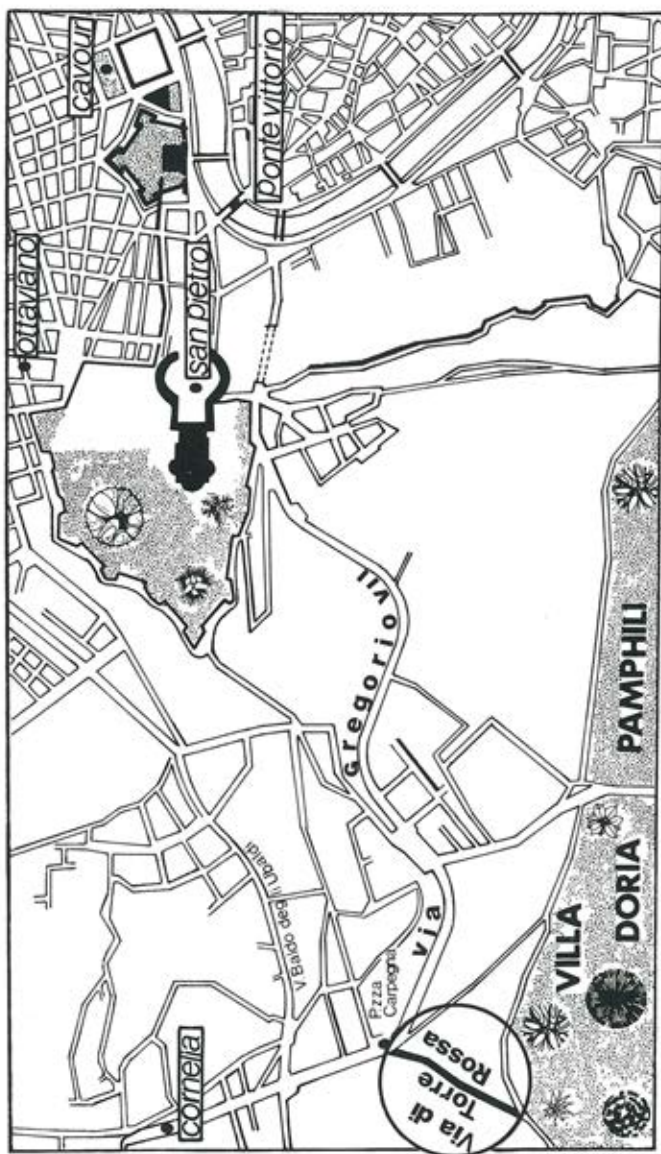 cavour
ponte vittorio
ottaviano
san pietro
Via
Gregorio VII
V Baldo degli Ubaldi
P.zza
Carpegna
cornelia
Via di
Torre
Rossa
VILLA
DORIA
PAMPHILI